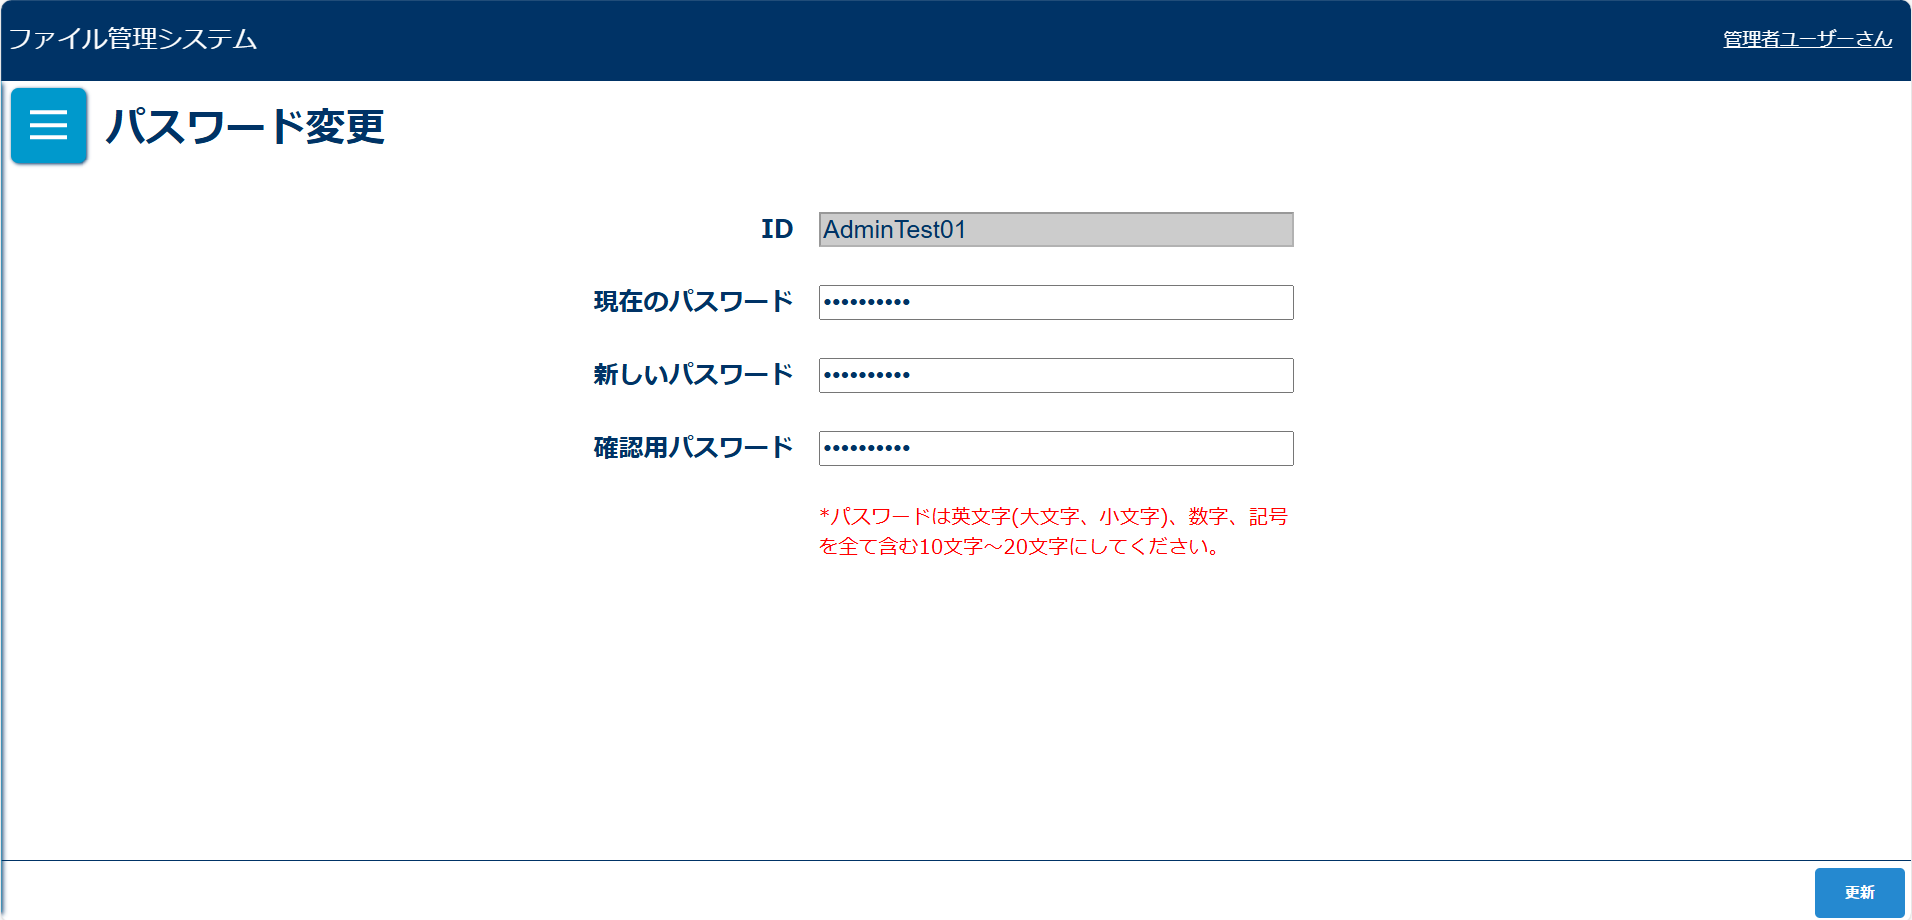 ファイル管理システム
管理者ユーザーさん
パスワード変更
ID
AdminTest01
現在のパスワード
••••••••••
新しいパスワード
••••••••••
確認用パスワード
••••••••••
*パスワードは英文字(大文字、小文字)、数字、記号
を全て含む10文字～20文字にしてください。
更新